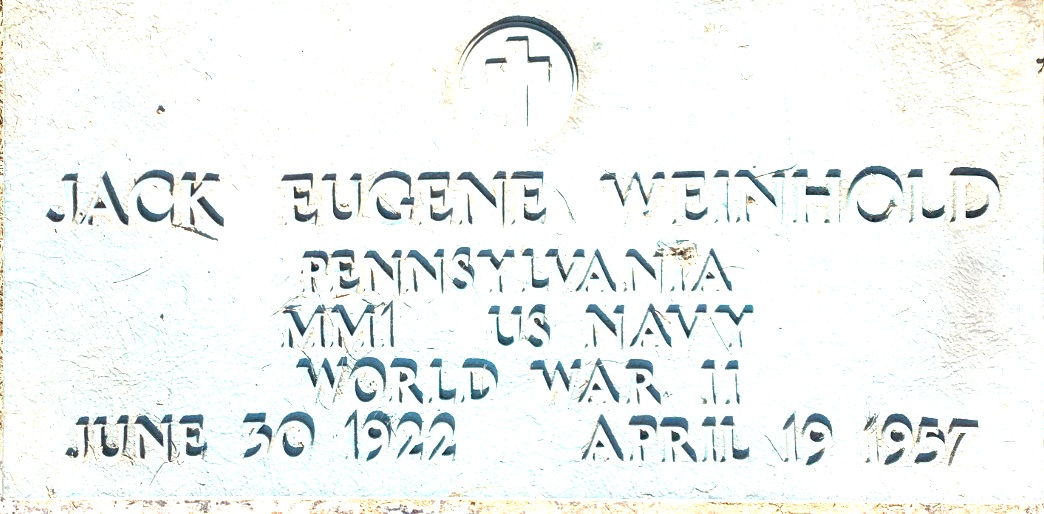 JACK EUGENE WEINHOLD
PENNSYLVANIA
MM1 US NAVY
WORLD WAR II
JUNE 30 1922 APRIL 19 1957